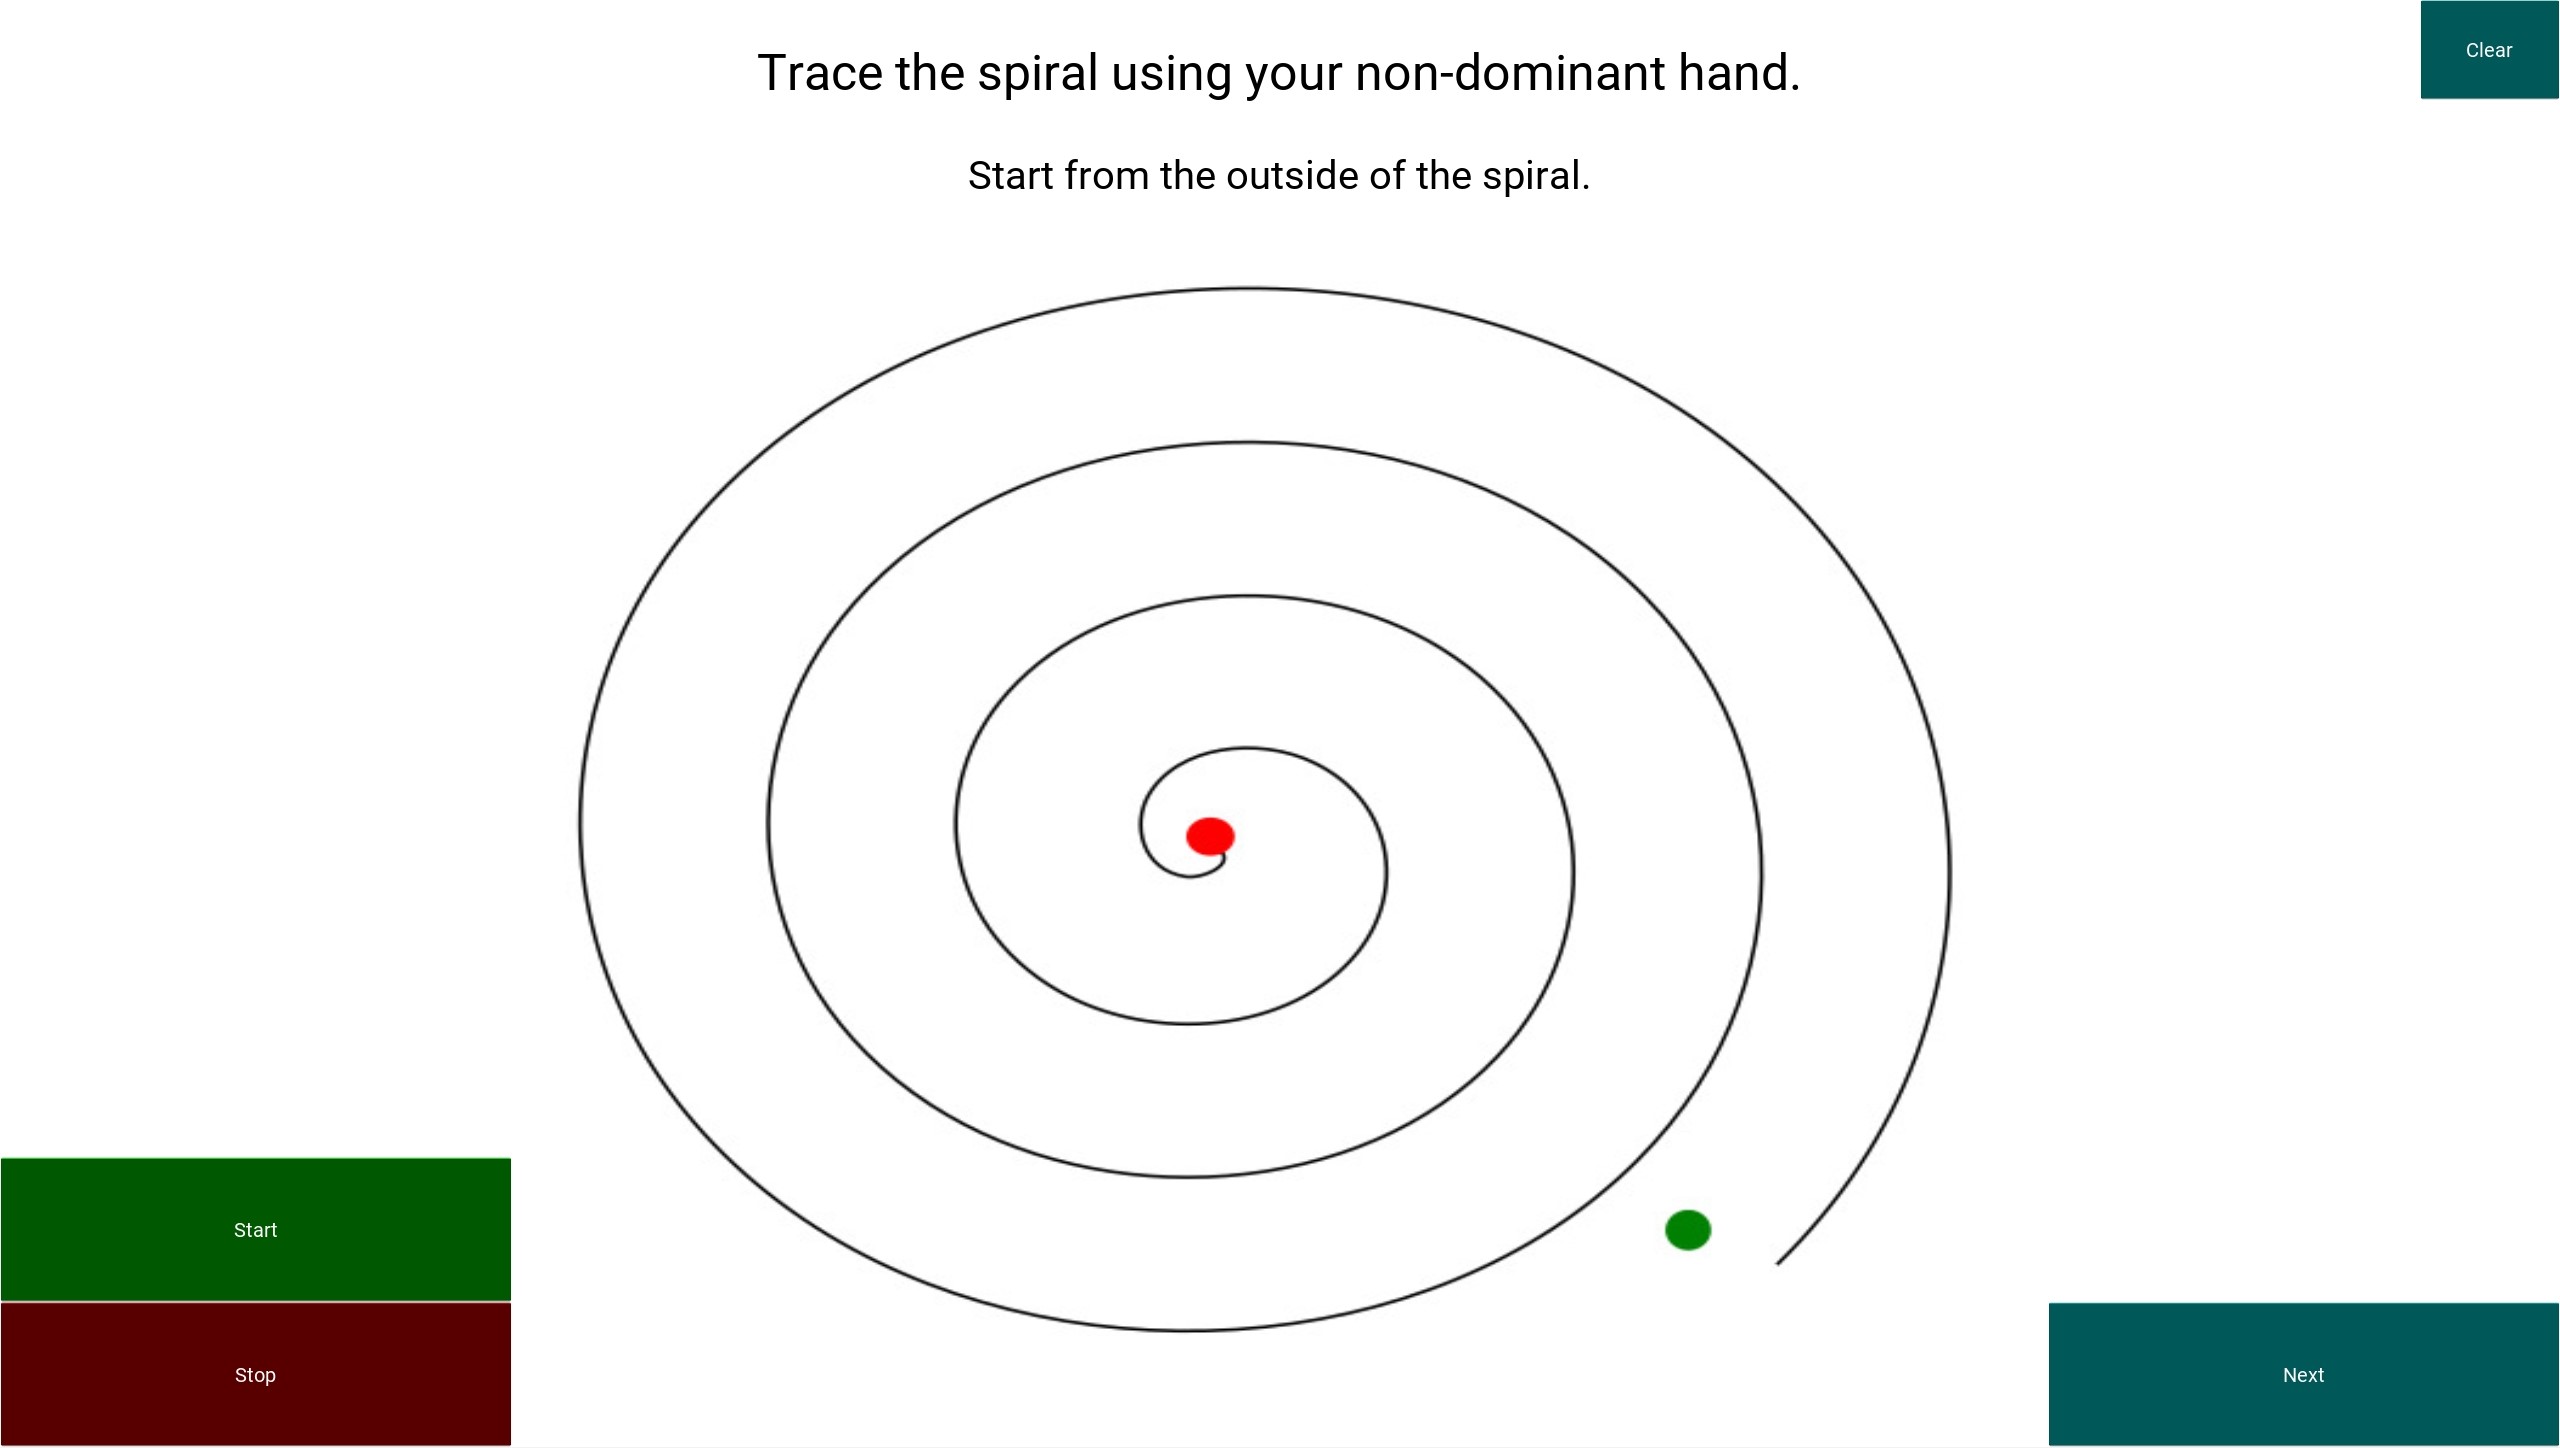 Trace the spiral using your non-dominant hand.
Clear
Start from the outside of the spiral.
Start
Stop
Next